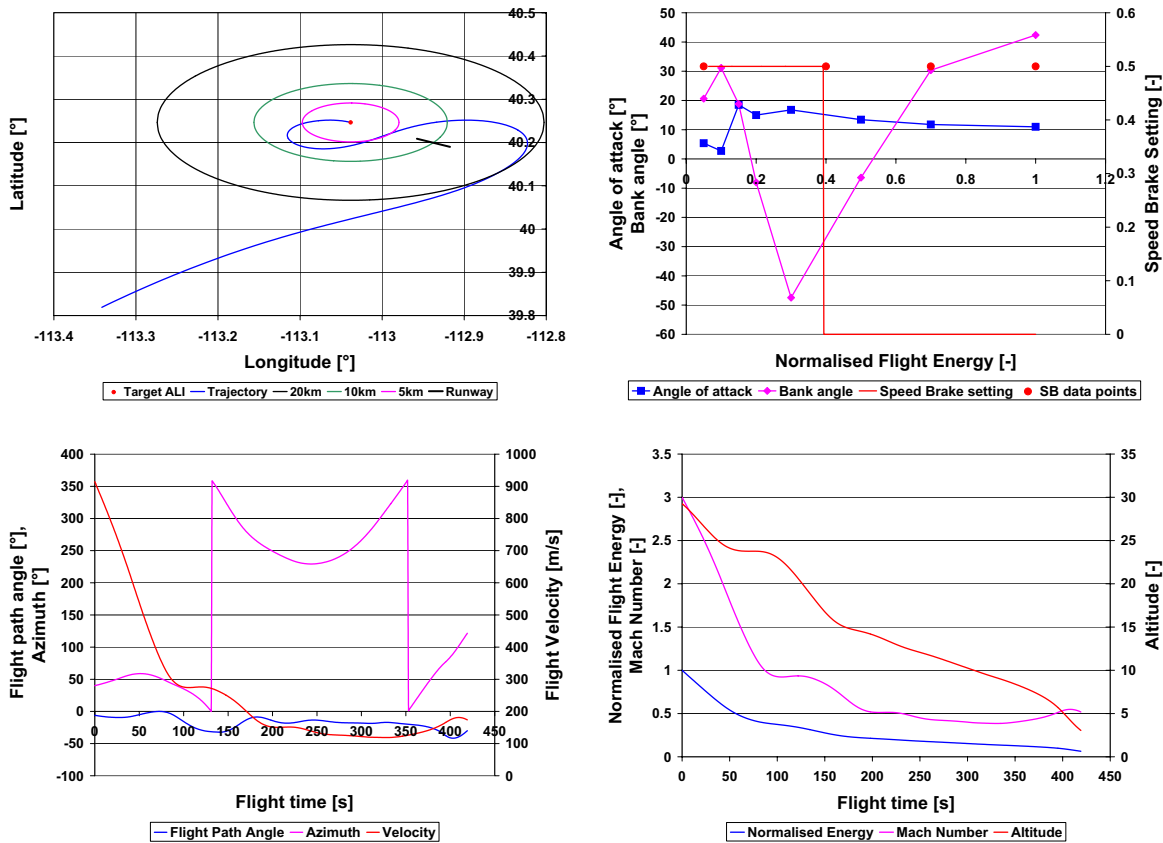 40.5
40.4
40.3
40.2
40.1
40
39.9
39.8
-113.4 -113.3 -113.2 -113.1 -113 -112.9 -112.8
Latitude [°]
Longitude [°]
Target ALI Trajectory 20km 10km 5km Runway
50
40
30
20
10
0
-10
-20
-30
-40
-50
-60
0 0.2 0.4 0.6 0.8 1 1.2
0.6
0.5
0.4
0.3
0.2
0.1
0
Angle of attack [°]
Bank angle [°]
Speed Brake Setting [-]
Normalised Flight Energy [-]
Angle of attack Bank angle Speed Brake setting SB data points
400
350
300
250
200
150
100
50
0
-50
-100
0 50 100 150 200 250 300 350 400 450
1000
900
800
700
600
500
400
300
200
100
0
Flight path angle [°],
Azimuth [°]
Flight Velocity [m/s]
Flight time [s]
Flight Path Angle Azimuth Velocity
3.5
3
2.5
2
1.5
1
0.5
0
0 50 100 150 200 250 300 350 400 450
35
30
25
20
15
10
5
0
Normalised Flight Energy [-],
Mach Number [-]
Altitude [-]
Flight time [s]
Normalised Energy Mach Number Altitude